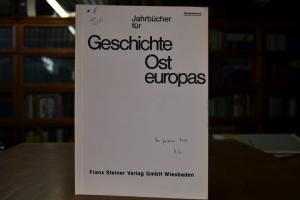 Jahrbücher
für
Geschichte
Ost
europas
Franz Steiner Verlag GmbH Wiesbaden